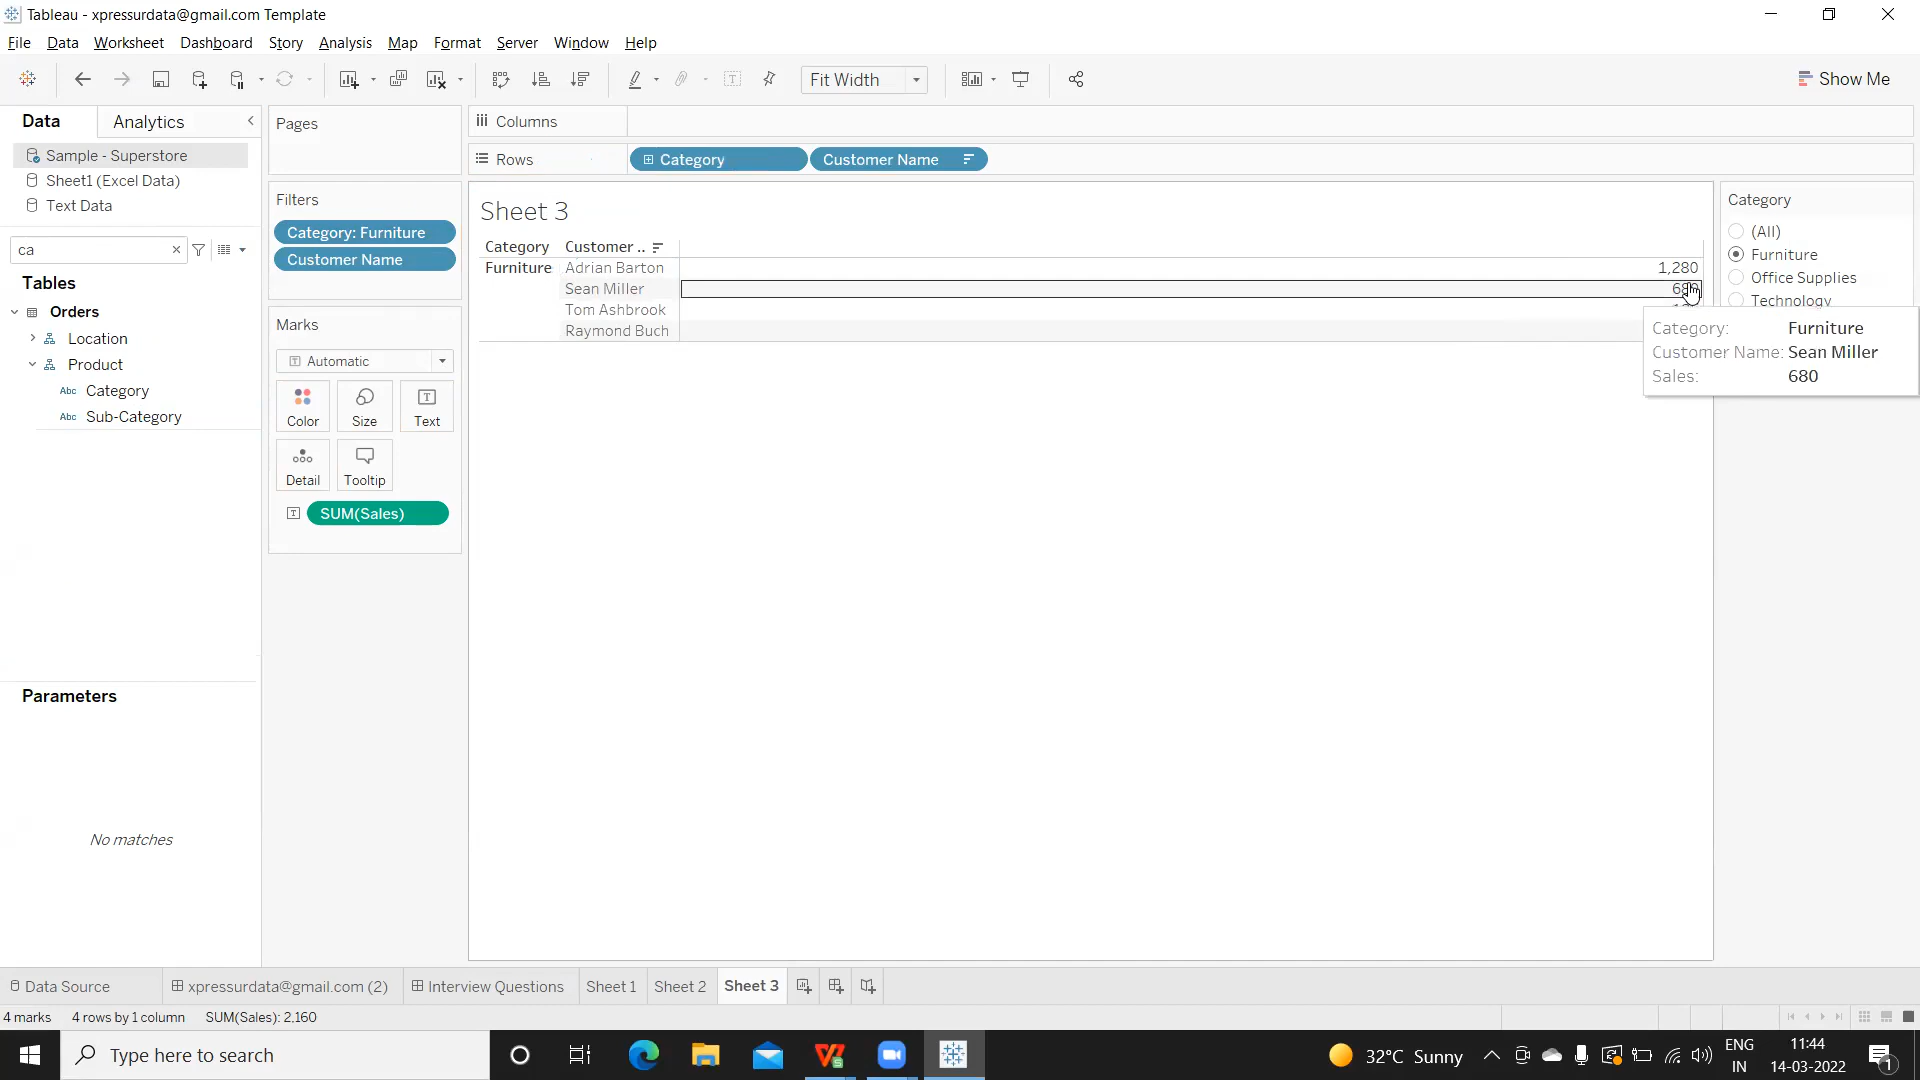 Tableau - xpressurdata@gmail.com Template
File Data Worksheet Dashboard Story Analysis Map Format Server Window Help
Fit Width
Show Me
Data Analytics
Pages
Columns
Sample - Superstore
Rows
Category
Customer Name
Sheet1 (Excel Data)
Text Data
Filters
Category: Furniture
Customer Name
Sheet 3
Category
(All)
Furniture
Office Supplies
Technology
ca
Tables
Orders
Location
Product
Abc Category
Abc Sub-Category
Category Customer ..
Furniture Adrian Barton 1,280
Sean Miller
Tom Ashbrook
Raymond Buch
Category: Furniture
Customer Name: Sean Miller
Sales: 680
Marks
Automatic
Color Size Text
Detail Tooltip
SUM(Sales)
Parameters
No matches
Data Source xpressurdata@gmail.com (2) Interview Questions Sheet 1 Sheet 2 Sheet 3
4 marks 4 rows by 1 column SUM(Sales): 2,160
Type here to search
32°C Sunny
ENG
IN
11:44
14-03-2022
1